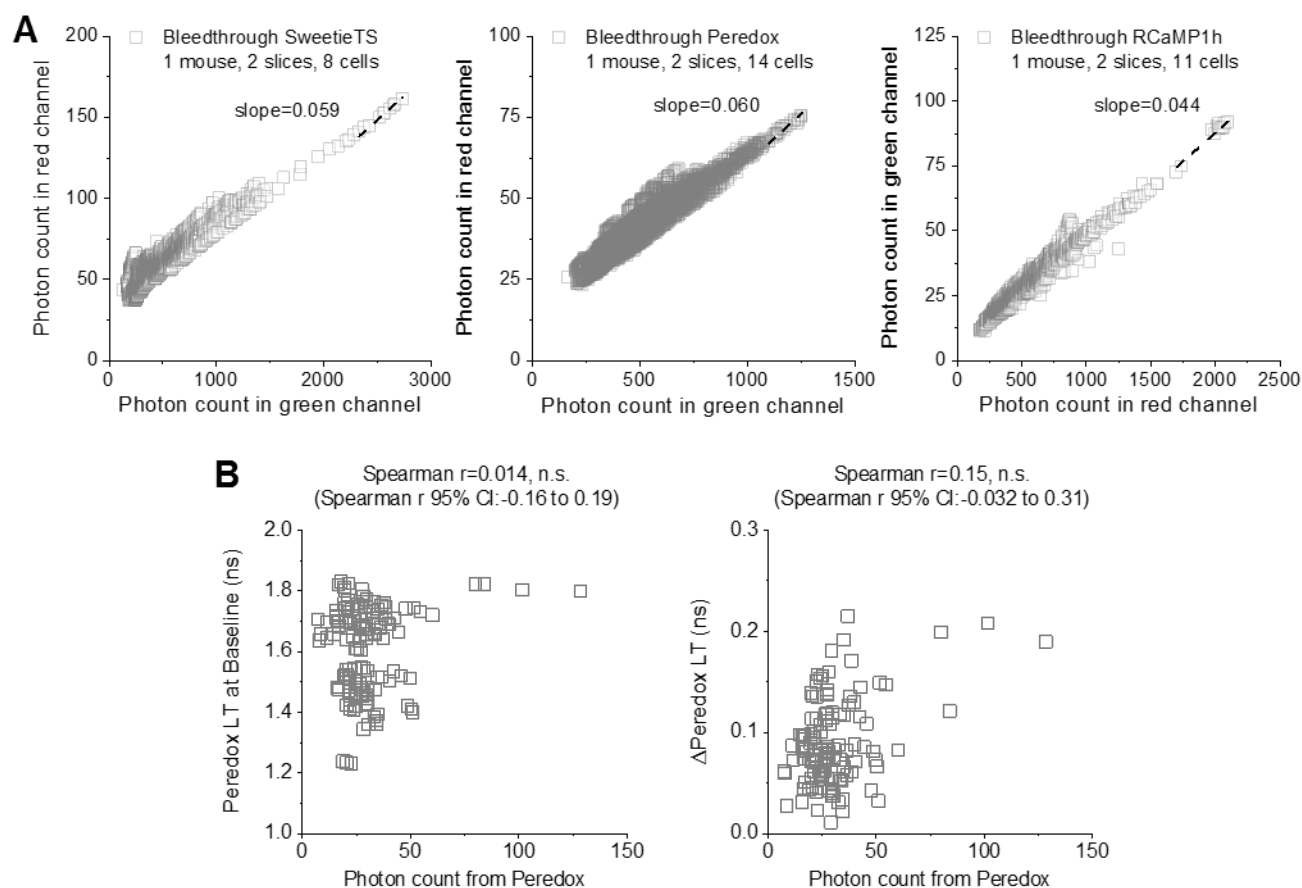 A
Bleedthrough SweetieTS
1 mouse, 2 slices, 8 cells
slope=0.059
200
150
100
50
0
0
1000
2000
3000
Photon count in red channel
Photon count in green channel
Bleedthrough Peredox
1 mouse, 2 slices, 14 cells
slope=0.060
100
75
50
25
0
0
500
1000
1500
Photon count in red channel
Photon count in green channel
Bleedthrough RCaMP1h
1 mouse, 2 slices, 11 cells
slope=0.044
125
100
75
50
25
0
0
500
1000
1500
2000
2500
Photon count in green channel
Photon count in red channel
B
Spearman r=0.014, n.s.
(Spearman r 95% CI:-0.16 to 0.19)
2.0
1.8
1.6
1.4
1.2
1.0
0
50
100
150
Peredox LT at Baseline (ns)
Photon count from Peredox
Spearman r=0.15, n.s.
(Spearman r 95% CI:-0.032 to 0.31)
0.3
0.2
0.1
0.0
0
50
100
150
ΔPeredox LT (ns)
Photon count from Peredox